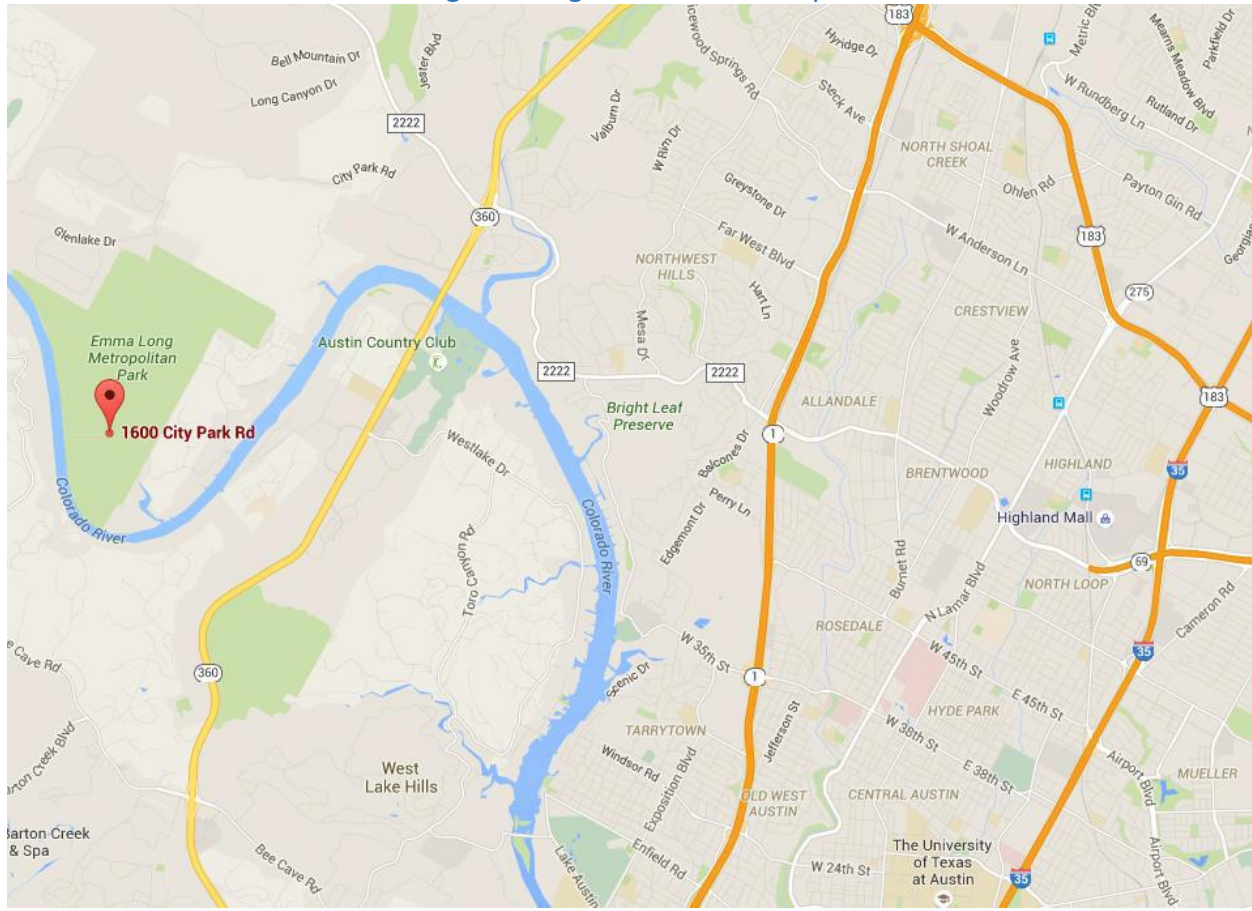 183
Hyridge Dr
Metric Blv
Mearns Meadow Blvd
Parkfield Dr
Bell Mountain Dr
Jester Blvd
Long Canyon Dr
2222
Valburn Dr
W Rim Dr
Steck Ave
W Rundberg Ln
Rutland Dr
NORTH SHOAL
CREEK
City Park Rd
Greystone Dr
Ohlen Rd
Payton Gin Rd
360
Far West Blvd
W Anderson Ln
183
Glenlake Dr
NORTHWEST
HILLS
Hart Ln
275
CRESTVIEW
Emma Long
Metropolitan
Park
Austin Country Club
Mesa Dr
Woodrow Ave
2222
2222
183
1600 City Park Rd
Bright Leaf
Preserve
ALLANDALE
1
Westlake Dr
Balcones Dr
BRENTWOOD
HIGHLAND
35
Colorado River
Colorado River
Perry Ln
Edgemont Dr
Highland Mall
Toro Canyon Rd
Burnet Rd
N Lamar Blvd
69
NORTH LOOP
Cameron Rd
ROSEDALE
W 35th St
W 45th St
35
e Cave Rd
360
Scenic Dr
1
E 45th St
HYDE PARK
TARRYTOWN
Jefferson St
W 38th St
Windsor Rd
Exposition Blvd
E 38th St
Airport Blvd
MUELLER
West
Lake Hills
OLD WEST
AUSTIN
CENTRAL AUSTIN
Barton Creek
& Spa
Bee Cave Rd
Lake Austin
Enfield Rd
W 24th St
The University
of Texas
at Austin
35
Airport Blvd